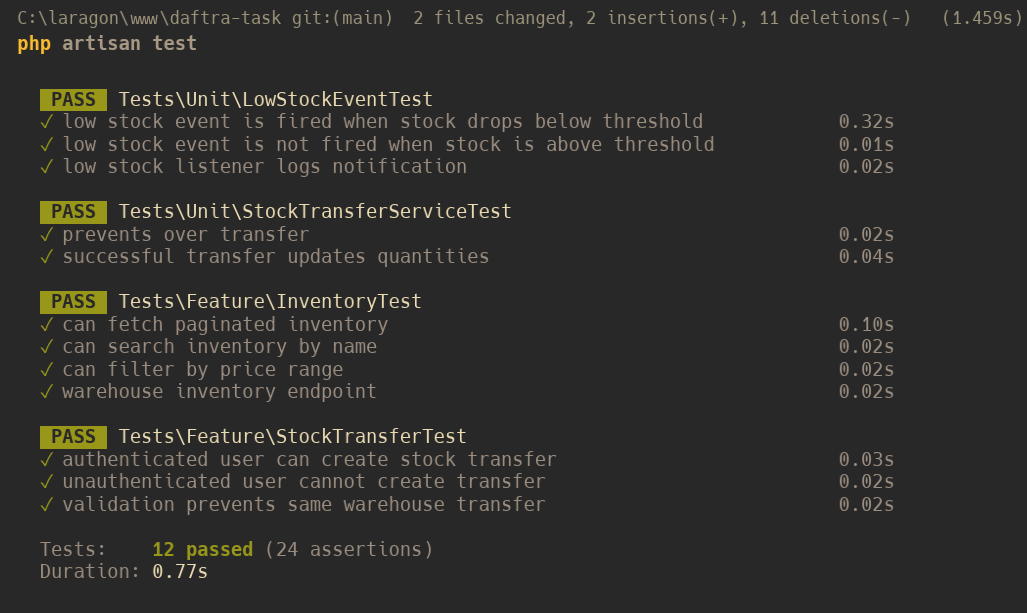 C:\laragon\www\daftra-task git:(main)  2 files changed, 2 insertions(+), 11 deletions(-)   (1.459s)
php artisan test
PASS  Tests\Unit\LowStockEventTest
✓ low stock event is fired when stock drops below threshold 0.32s
✓ low stock event is not fired when stock is above threshold 0.01s
✓ low stock listener logs notification 0.02s
PASS  Tests\Unit\StockTransferServiceTest
✓ prevents over transfer 0.02s
✓ successful transfer updates quantities 0.04s
PASS  Tests\Feature\InventoryTest
✓ can fetch paginated inventory 0.10s
✓ can search inventory by name 0.02s
✓ can filter by price range 0.02s
✓ warehouse inventory endpoint 0.02s
PASS  Tests\Feature\StockTransferTest
✓ authenticated user can create stock transfer 0.03s
✓ unauthenticated user cannot create transfer 0.02s
✓ validation prevents same warehouse transfer 0.02s
Tests:    12 passed (24 assertions)
Duration: 0.77s